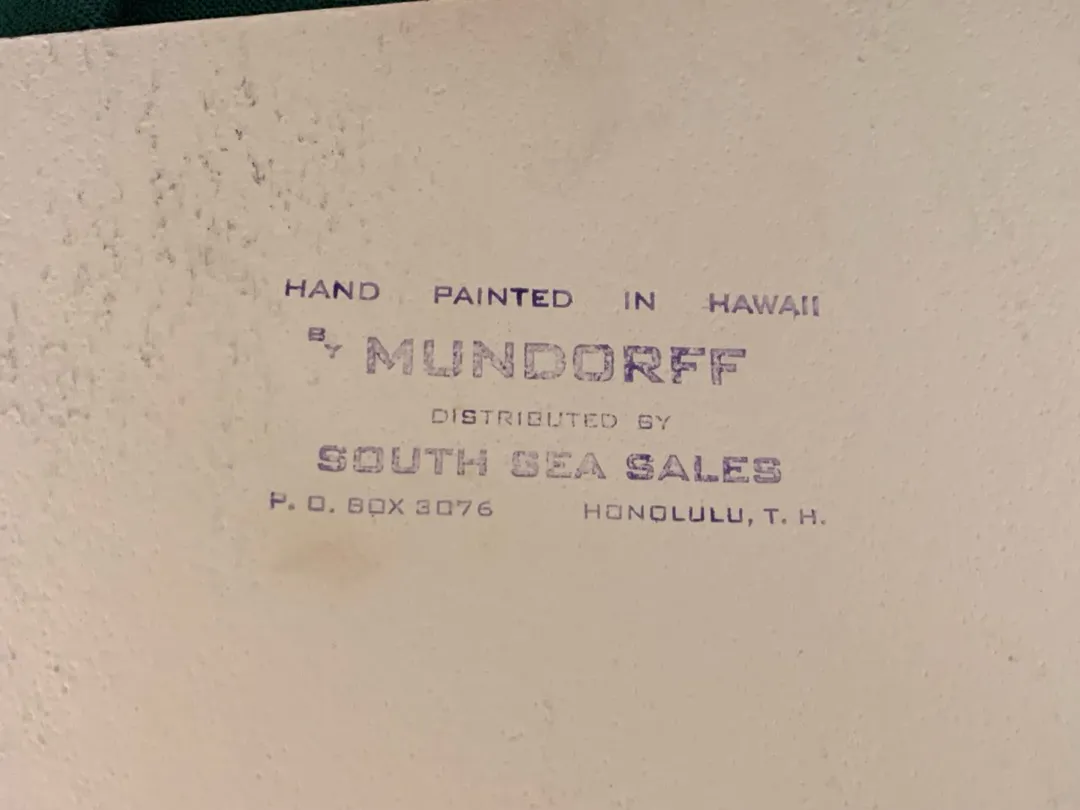 HAND PAINTED IN HAWAII
BY MUNDORFF
DISTRIBUTED BY
SOUTH SEA SALES
P. O. BOX 3076 HONOLULU, T. H.